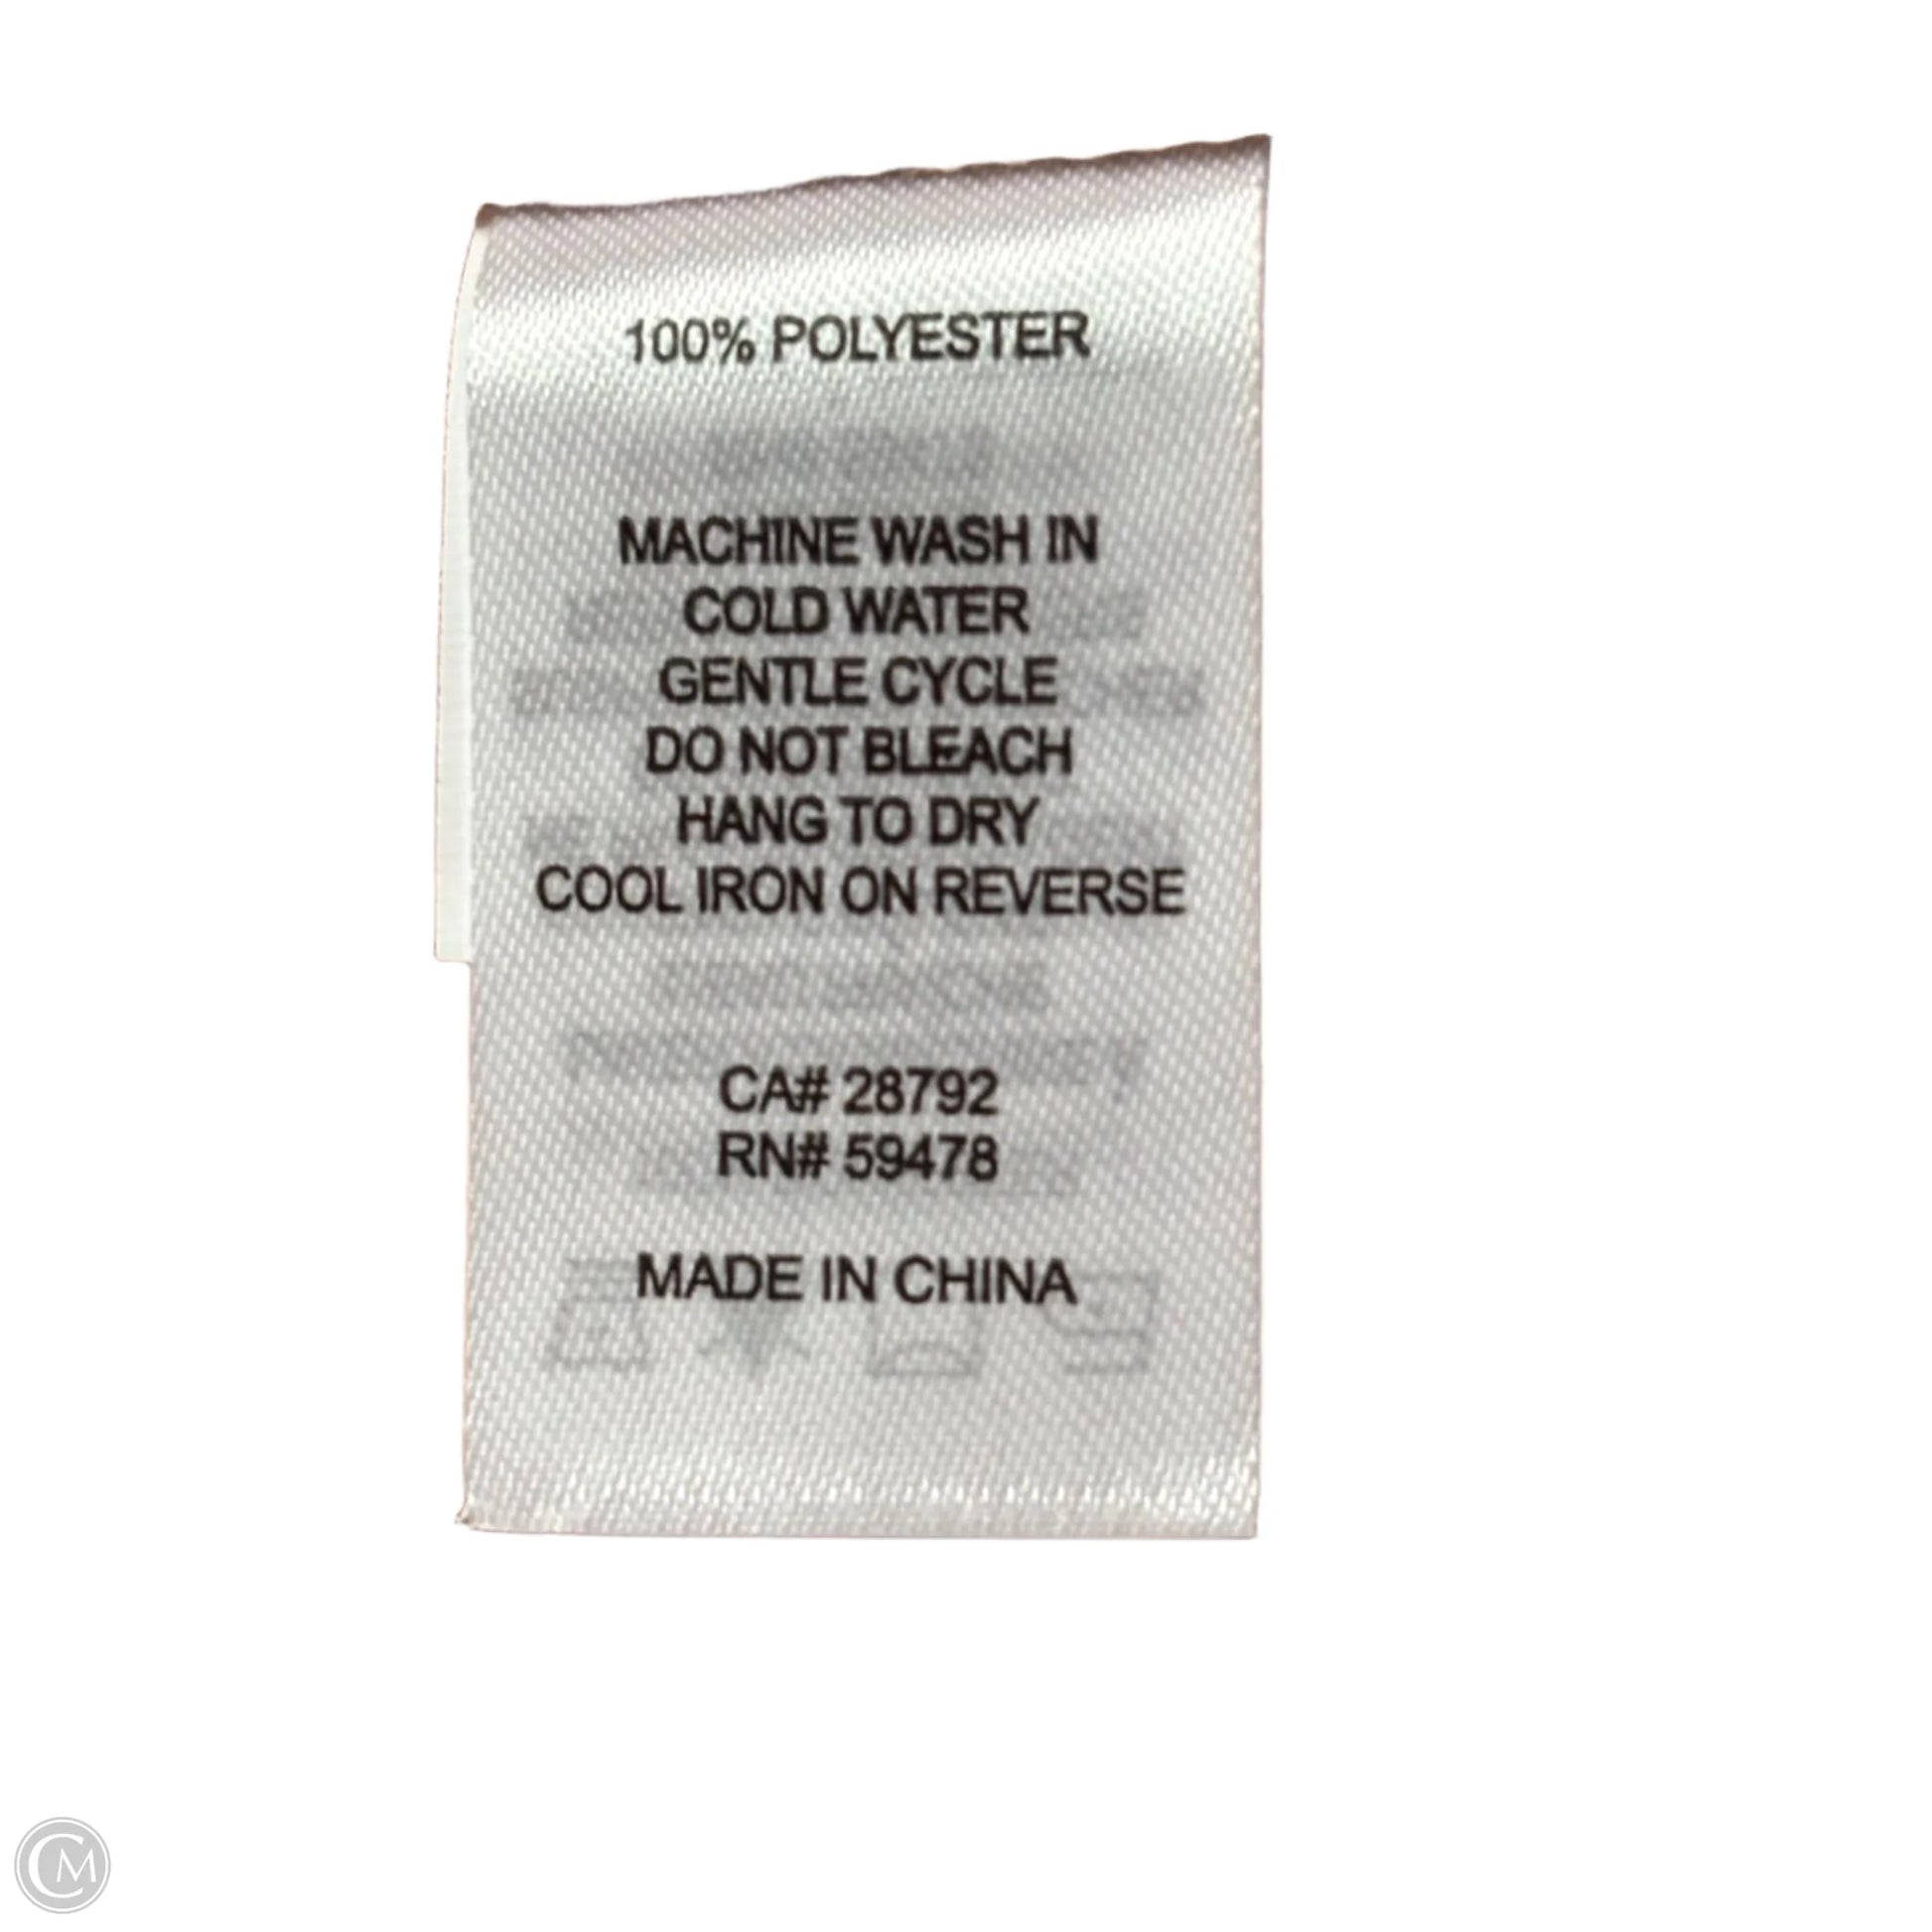 100% POLYESTER
MACHINE WASH IN
COLD WATER
GENTLE CYCLE
DO NOT BLEACH
HANG TO DRY
COOL IRON ON REVERSE
CA# 28792
RN# 59478
MADE IN CHINA
CM